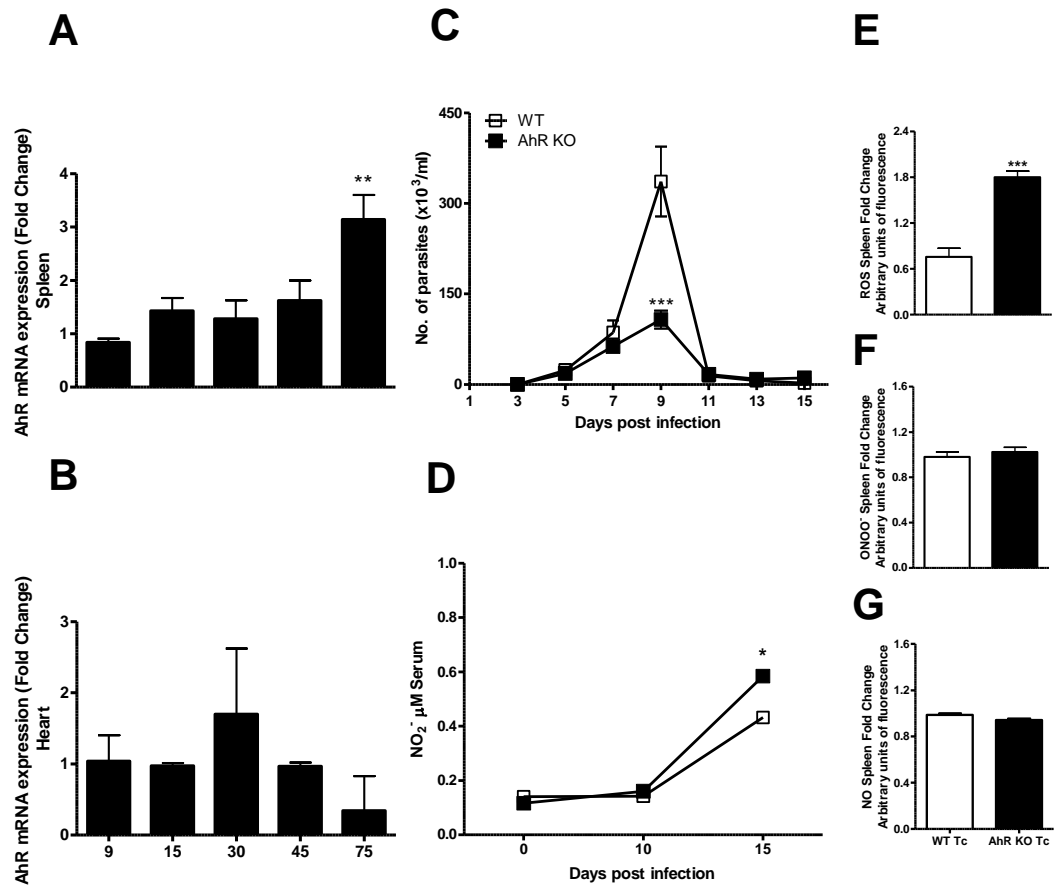 A
AhR mRNA expression (Fold Change)
Spleen
4
3
2
1
0
**
B
AhR mRNA expression (Fold Change)
Heart
3
2
1
0
9 15 30 45 75
C
WT
AhR KO
No. of parasites (x10³/ml)
450
300
150
0
***
1 3 5 7 9 11 13 15
Days post infection
D
NO₂⁻ µM Serum
1.0
0.8
0.6
0.4
0.2
0.0
*
0 10 15
Days post infection
E
ROS Spleen Fold Change
Arbitrary units of fluorescence
2.4
1.8
1.2
0.6
0.0
***
F
ONOO⁻ Spleen Fold Change
Arbitrary units of fluorescence
1.6
1.2
0.8
0.4
0.0
G
NO Spleen Fold Change
Arbitrary units of fluorescence
1.6
1.2
0.8
0.4
0.0
WT Tc AhR KO Tc